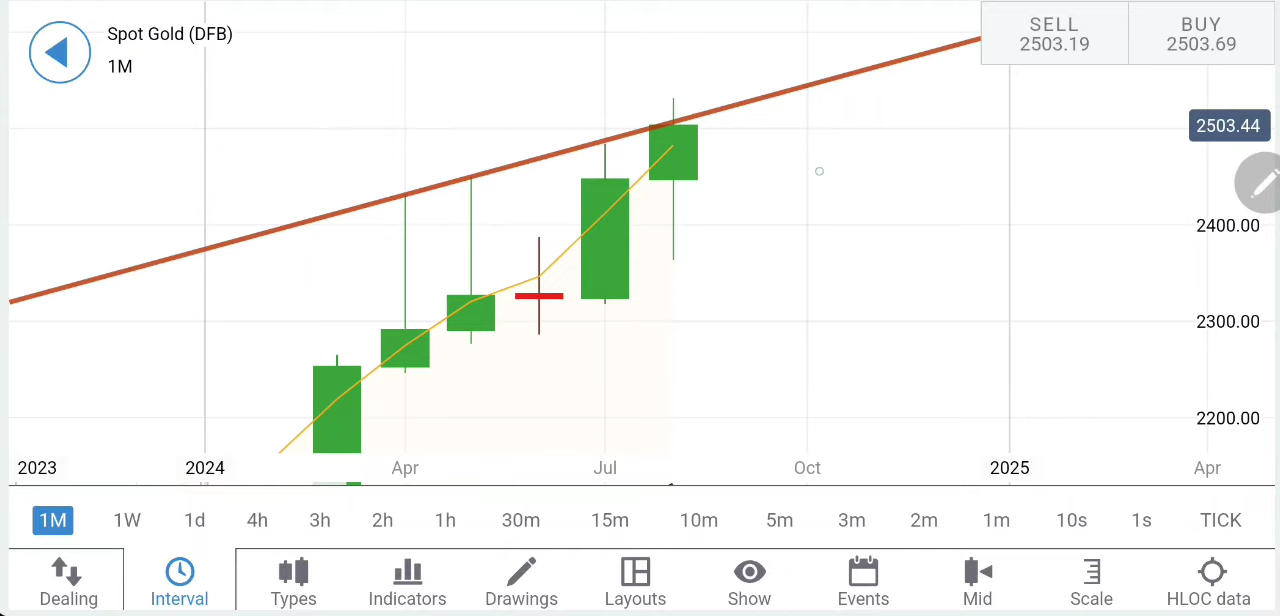 Spot Gold (DFB)
1M
SELL
2503.19
BUY
2503.69
2503.44
2400.00
2300.00
2200.00
2023 2024 Apr Jul Oct 2025 Apr
1M 1W 1d 4h 3h 2h 1h 30m 15m 10m 5m 3m 2m 1m 10s 1s TICK
Dealing Interval Types Indicators Drawings Layouts Show Events Mid Scale HLOC data